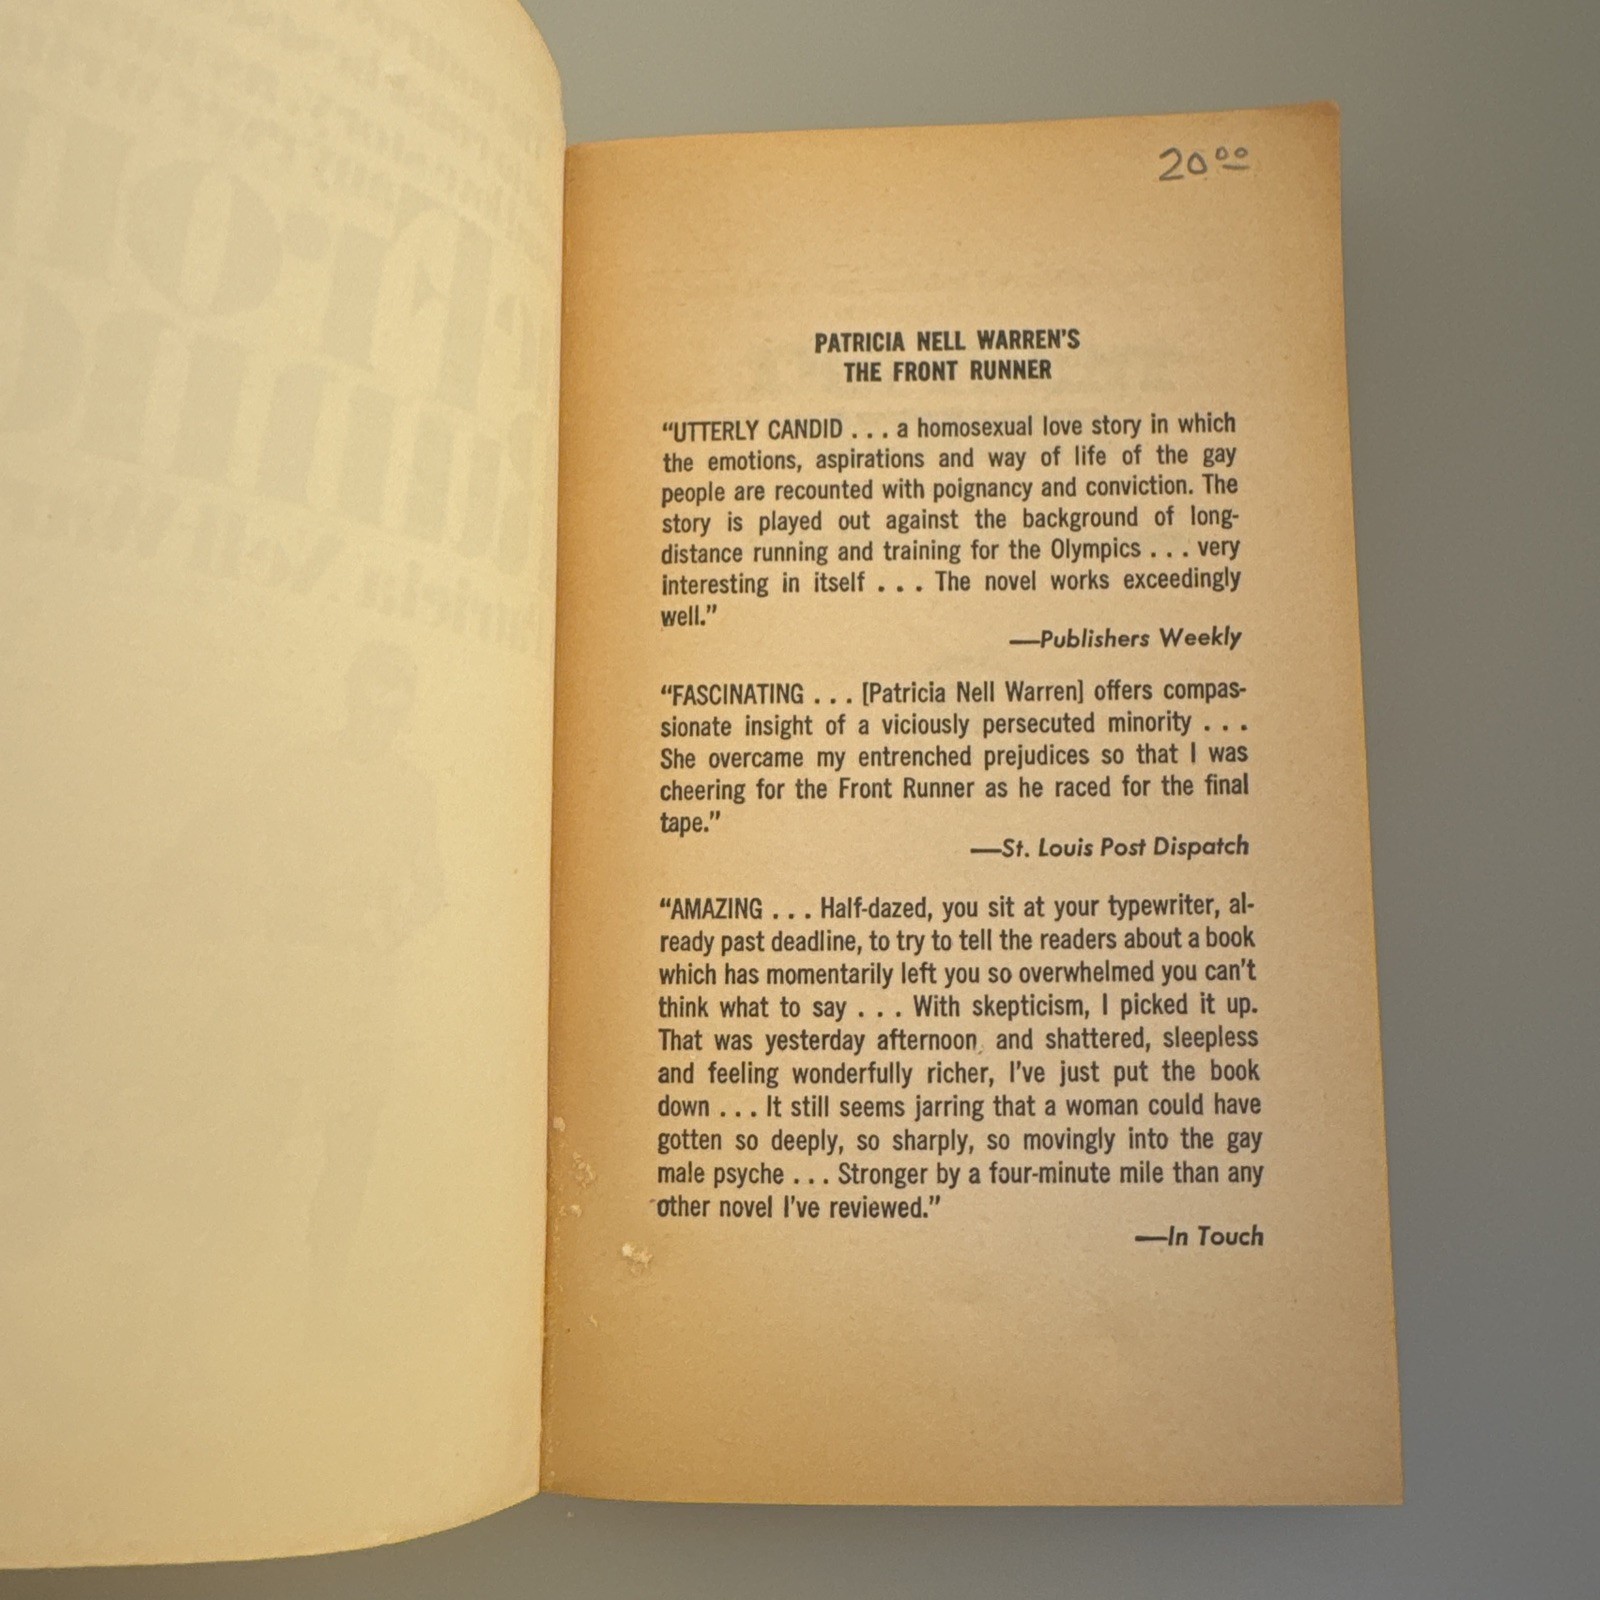 20 00
PATRICIA NELL WARREN'S
THE FRONT RUNNER
“UTTERLY CANDID . . . a homosexual love story in which
the emotions, aspirations and way of life of the gay
people are recounted with poignancy and conviction. The
story is played out against the background of long-
distance running and training for the Olympics . . . very
interesting in itself . . . The novel works exceedingly
well.”
—Publishers Weekly
“FASCINATING . . . [Patricia Nell Warren] offers compas-
sionate insight of a viciously persecuted minority . . .
She overcame my entrenched prejudices so that I was
cheering for the Front Runner as he raced for the final
tape.”
—St. Louis Post Dispatch
“AMAZING . . . Half-dazed, you sit at your typewriter, al-
ready past deadline, to try to tell the readers about a book
which has momentarily left you so overwhelmed you can't
think what to say . . . With skepticism, I picked it up.
That was yesterday afternoon, and shattered, sleepless
and feeling wonderfully richer, I've just put the book
down . . . It still seems jarring that a woman could have
gotten so deeply, so sharply, so movingly into the gay
male psyche . . . Stronger by a four-minute mile than any
other novel I've reviewed.”
—In Touch